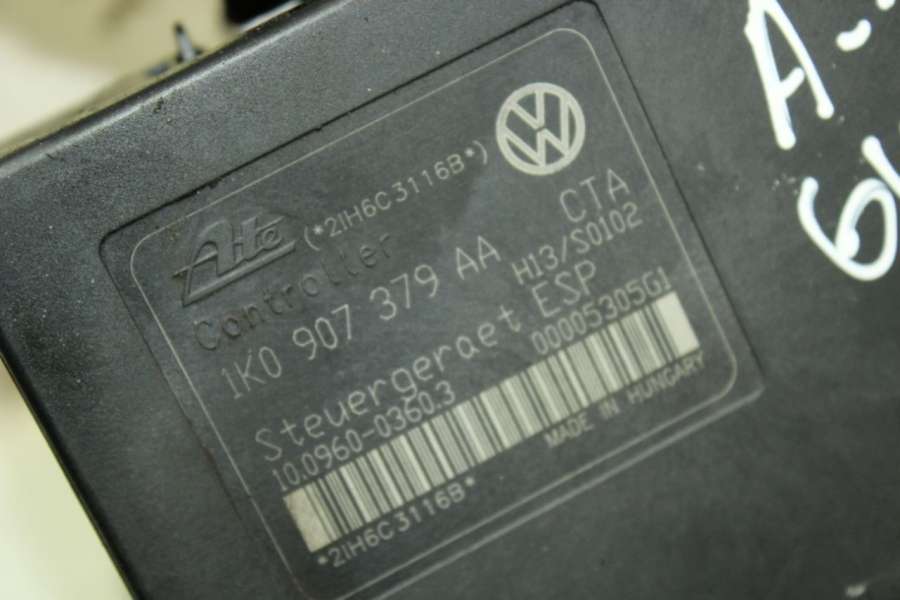 Ate (*2IH6C3116B*)
Controller CTA
1K0 907 379 AA H13/S0102
Steuergeraet ESP
10.0960-0360.3 00005305G1
MADE IN HUNGARY
*2IH6C3116B*
A-